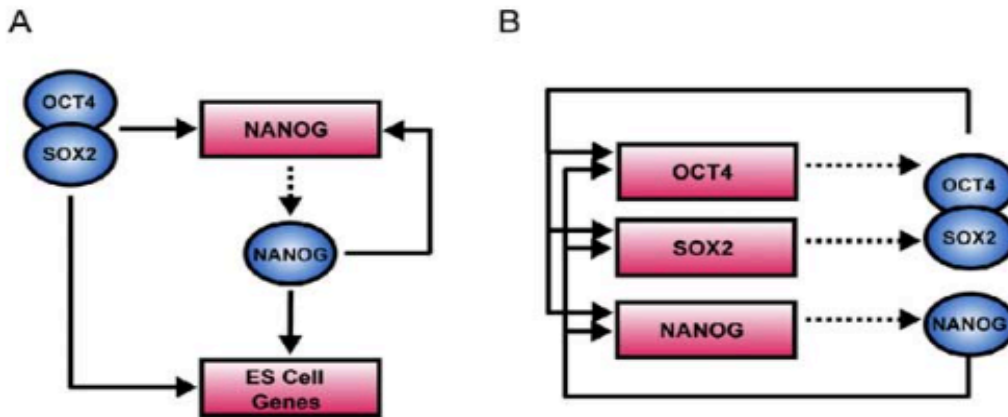 A
OCT4
SOX2
NANOG
NANOG
ES Cell
Genes
B
OCT4
SOX2
NANOG
OCT4
SOX2
NANOG